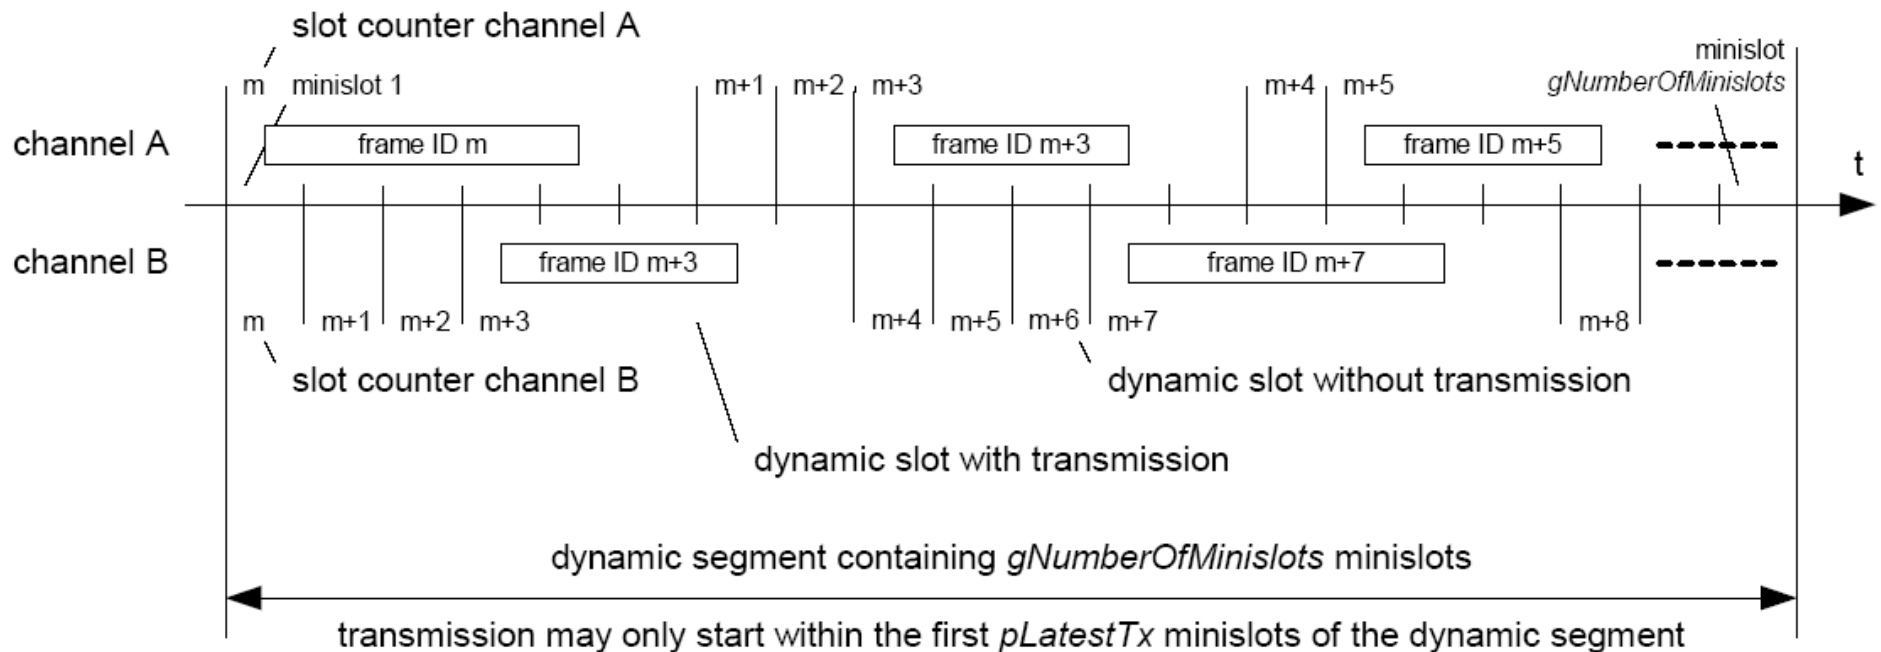 slot counter channel A
m minislot 1 m+1 m+2 m+3 m+4 m+5 minislot
gNumberOfMinislots
channel A frame ID m frame ID m+3 frame ID m+5
t
channel B frame ID m+3 frame ID m+7
m m+1 m+2 m+3 m+4 m+5 m+6 m+7 m+8
slot counter channel B dynamic slot without transmission
dynamic slot with transmission
dynamic segment containing gNumberOfMinislots minislots
transmission may only start within the first pLatestTx minislots of the dynamic segment